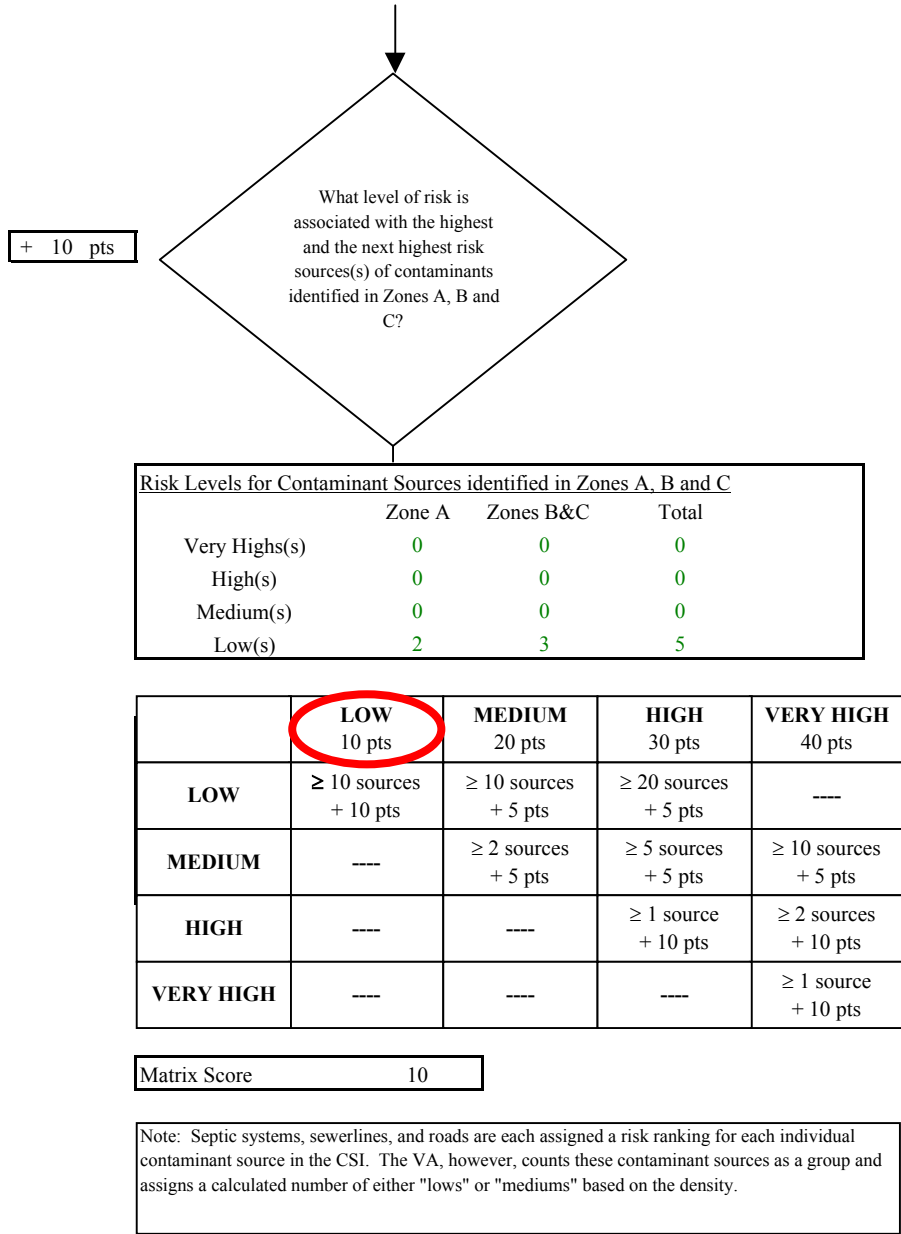 What level of risk is
associated with the highest
and the next highest risk
sources(s) of contaminants
identified in Zones A, B and
C?
+ 10 pts
Risk Levels for Contaminant Sources identified in Zones A, B and C
Zone A Zones B&C Total
Very Highs(s) 0 0 0
High(s) 0 0 0
Medium(s) 0 0 0
Low(s) 2 3 5
LOW MEDIUM HIGH VERY HIGH
10 pts 20 pts 30 pts 40 pts
LOW ≥ 10 sources ≥ 10 sources ≥ 20 sources ----
+ 10 pts + 5 pts + 5 pts
MEDIUM ---- ≥ 2 sources ≥ 5 sources ≥ 10 sources
+ 5 pts + 5 pts + 5 pts
HIGH ---- ---- ≥ 1 source ≥ 2 sources
+ 10 pts + 10 pts
VERY HIGH ---- ---- ---- ≥ 1 source
+ 10 pts
Matrix Score 10
Note: Septic systems, sewerlines, and roads are each assigned a risk ranking for each individual
contaminant source in the CSI. The VA, however, counts these contaminant sources as a group and
assigns a calculated number of either "lows" or "mediums" based on the density.